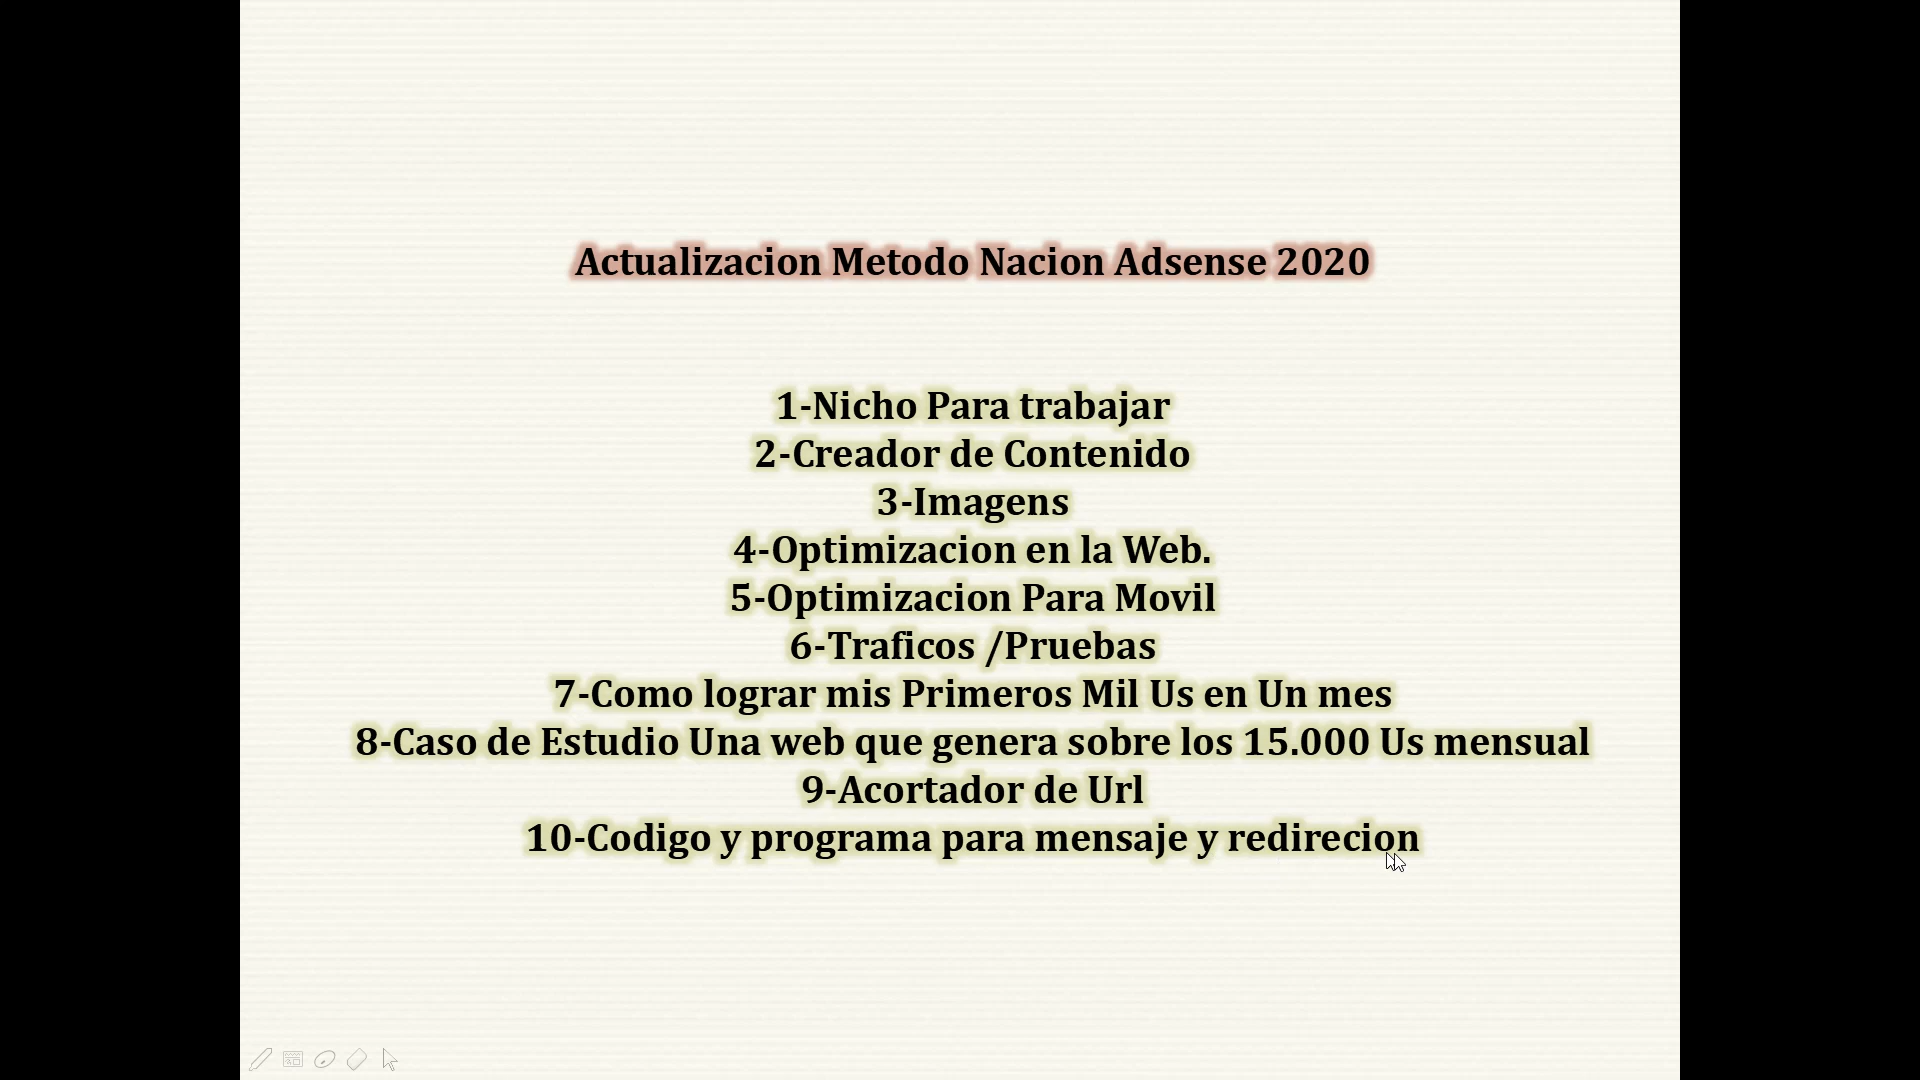 Actualizacion Metodo Nacion Adsense 2020
1-Nicho Para trabajar
2-Creador de Contenido
3-Imagens
4-Optimizacion en la Web.
5-Optimizacion Para Movil
6-Traficos /Pruebas
7-Como lograr mis Primeros Mil Us en Un mes
8-Caso de Estudio Una web que genera sobre los 15.000 Us mensual
9-Acortador de Url
10-Codigo y programa para mensaje y redirecion